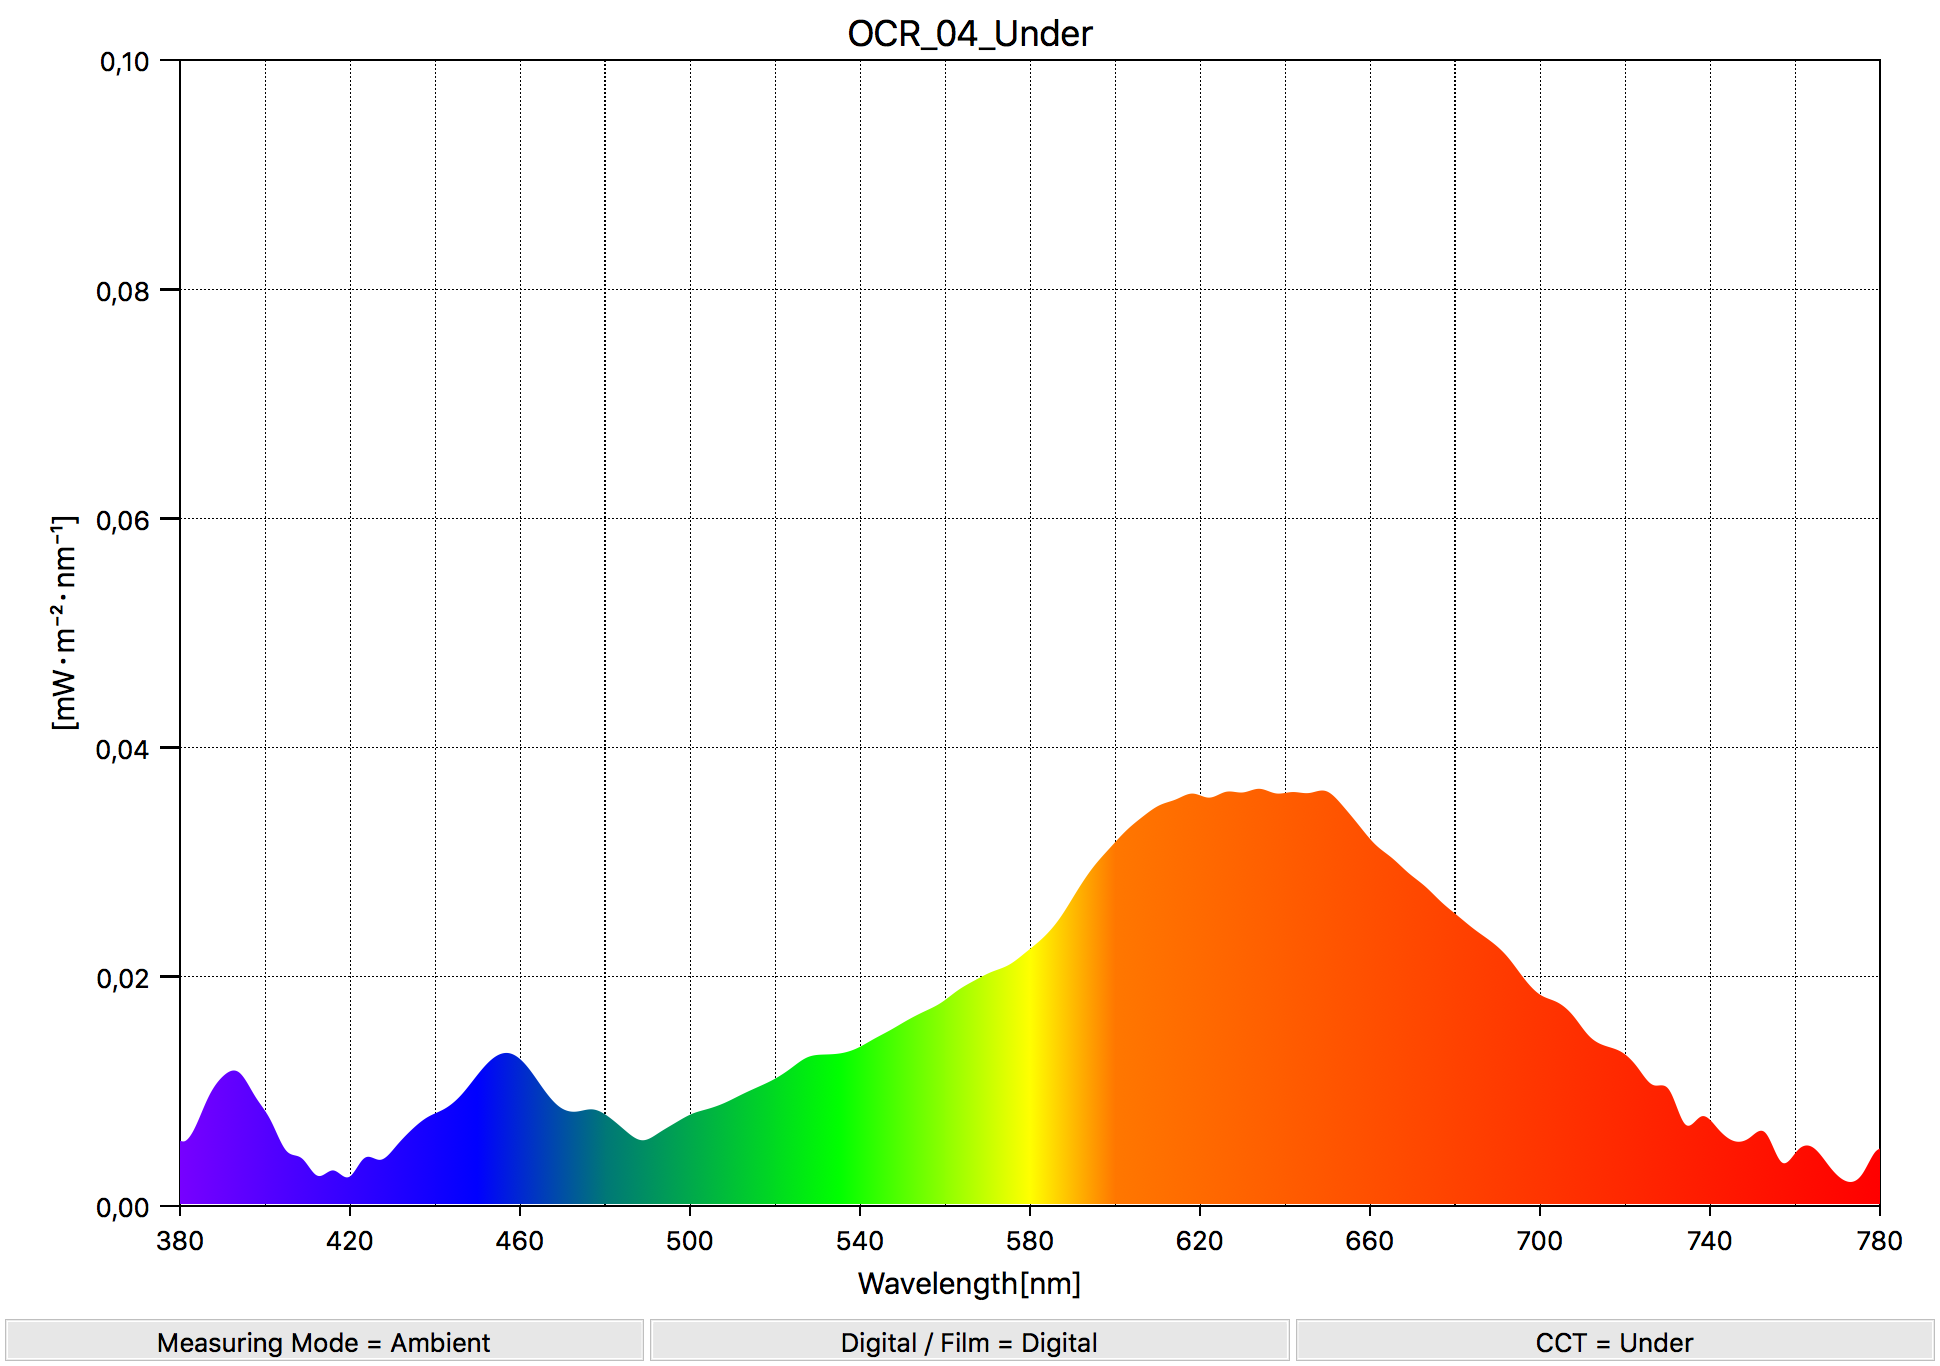 OCR_04_Under
0,10
0,08
0,06
0,04
0,02
0,00
[mW·m⁻²·nm⁻¹]
380 420 460 500 540 580 620 660 700 740 780
Wavelength[nm]
Measuring Mode = Ambient Digital / Film = Digital CCT = Under